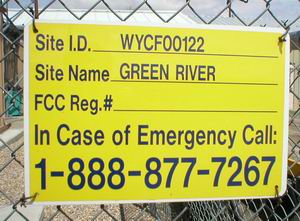 Site I.D. WYCF00122
Site Name GREEN RIVER
FCC Reg.#
In Case of Emergency Call:
1-888-877-7267